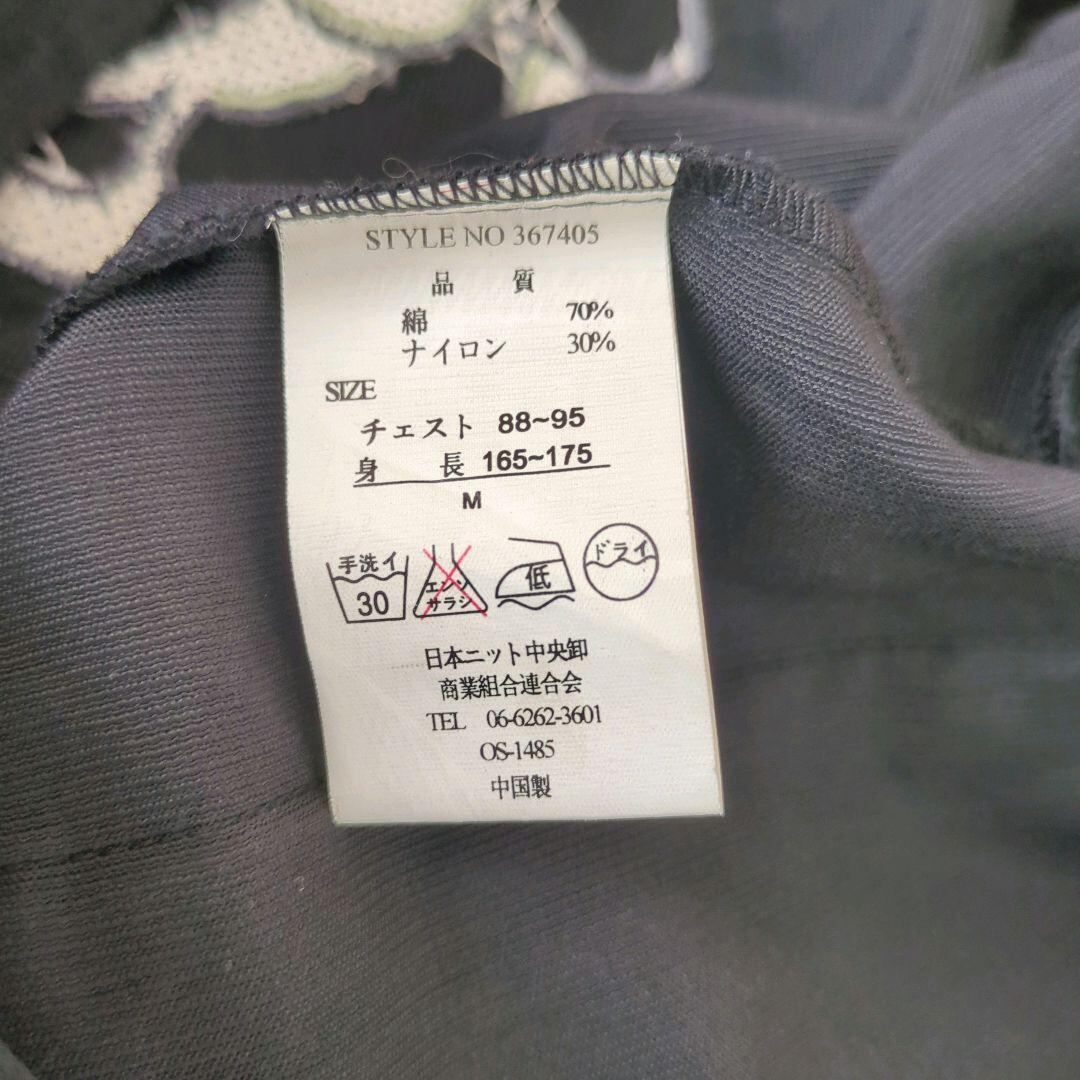 STYLE NO 367405
品 質
綿 70%
ナイロン 30%
SIZE
チェスト 88~95
身 長 165~175
M
手洗イ
30
エンソ
サラシ
低
ドライ
日本ニット中央卸
商業組合連合会
TEL 06-6262-3601
OS-1485
中国製